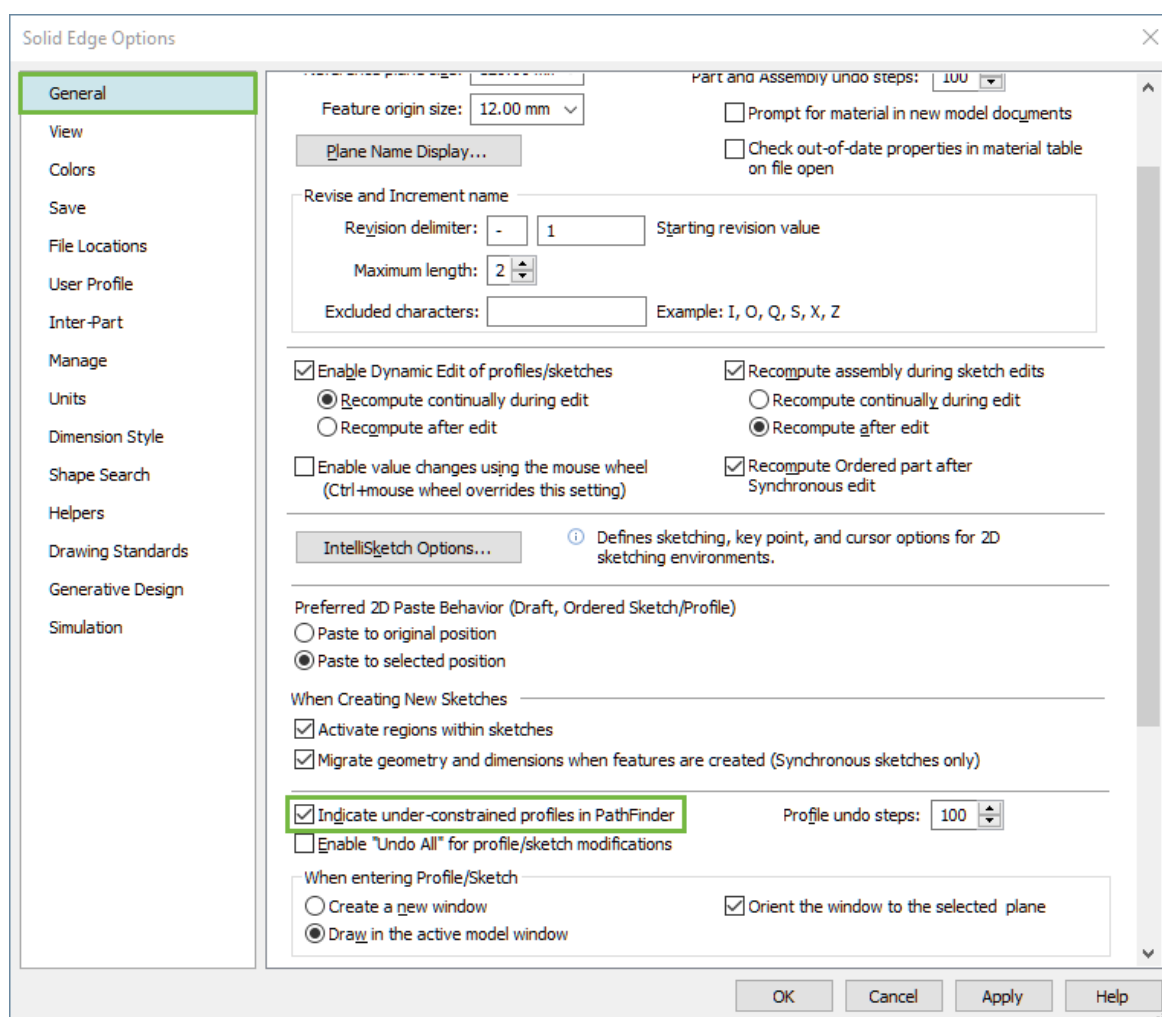 Solid Edge Options
General
View
Colors
Save
File Locations
User Profile
Inter-Part
Manage
Units
Dimension Style
Shape Search
Helpers
Drawing Standards
Generative Design
Simulation
Part and Assembly undo steps: 100
Feature origin size: 12.00 mm
Prompt for material in new model documents
Plane Name Display...
Check out-of-date properties in material table
on file open
Revise and Increment name
Revision delimiter: - 1 Starting revision value
Maximum length: 2
Excluded characters: Example: I, O, Q, S, X, Z
Enable Dynamic Edit of profiles/sketches
Recompute continually during edit
Recompute after edit
Recompute assembly during sketch edits
Recompute continually during edit
Recompute after edit
Enable value changes using the mouse wheel
(Ctrl+mouse wheel overrides this setting)
Recompute Ordered part after
Synchronous edit
IntelliSketch Options...
Defines sketching, key point, and cursor options for 2D
sketching environments.
Preferred 2D Paste Behavior (Draft, Ordered Sketch/Profile)
Paste to original position
Paste to selected position
When Creating New Sketches
Activate regions within sketches
Migrate geometry and dimensions when features are created (Synchronous sketches only)
Indicate under-constrained profiles in PathFinder
Profile undo steps: 100
Enable "Undo All" for profile/sketch modifications
When entering Profile/Sketch
Create a new window
Draw in the active model window
Orient the window to the selected plane
OK Cancel Apply Help